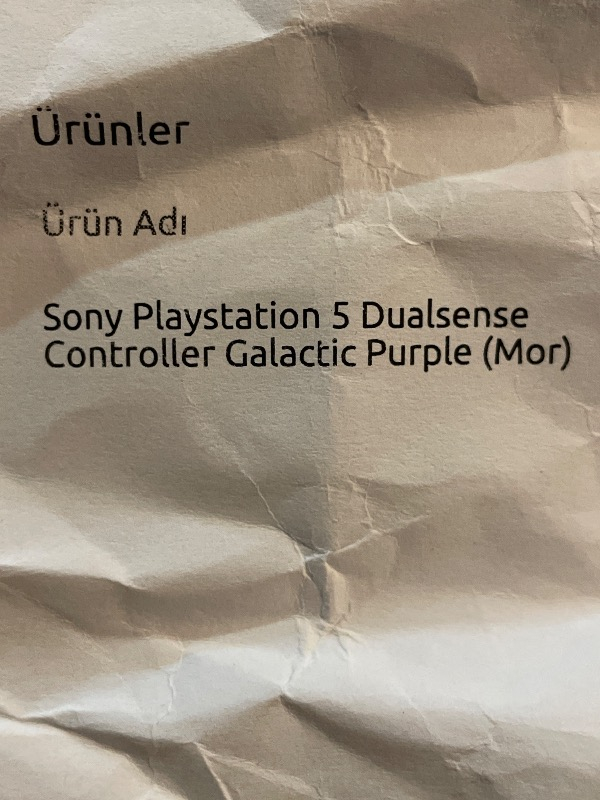 Ürünler
Ürün Adı
Sony Playstation 5 Dualsense
Controller Galactic Purple (Mor)